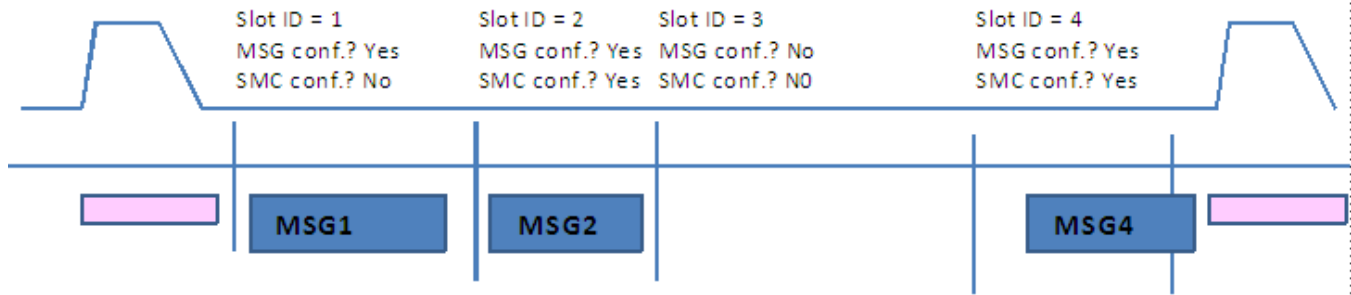 Slot ID = 1
MSG conf.? Yes
SMC conf.? No
Slot ID = 2
MSG conf.? Yes
SMC conf.? Yes
Slot ID = 3
MSG conf.? No
SMC conf.? N0
Slot ID = 4
MSG conf.? Yes
SMC conf.? Yes
MSG1
MSG2
MSG4